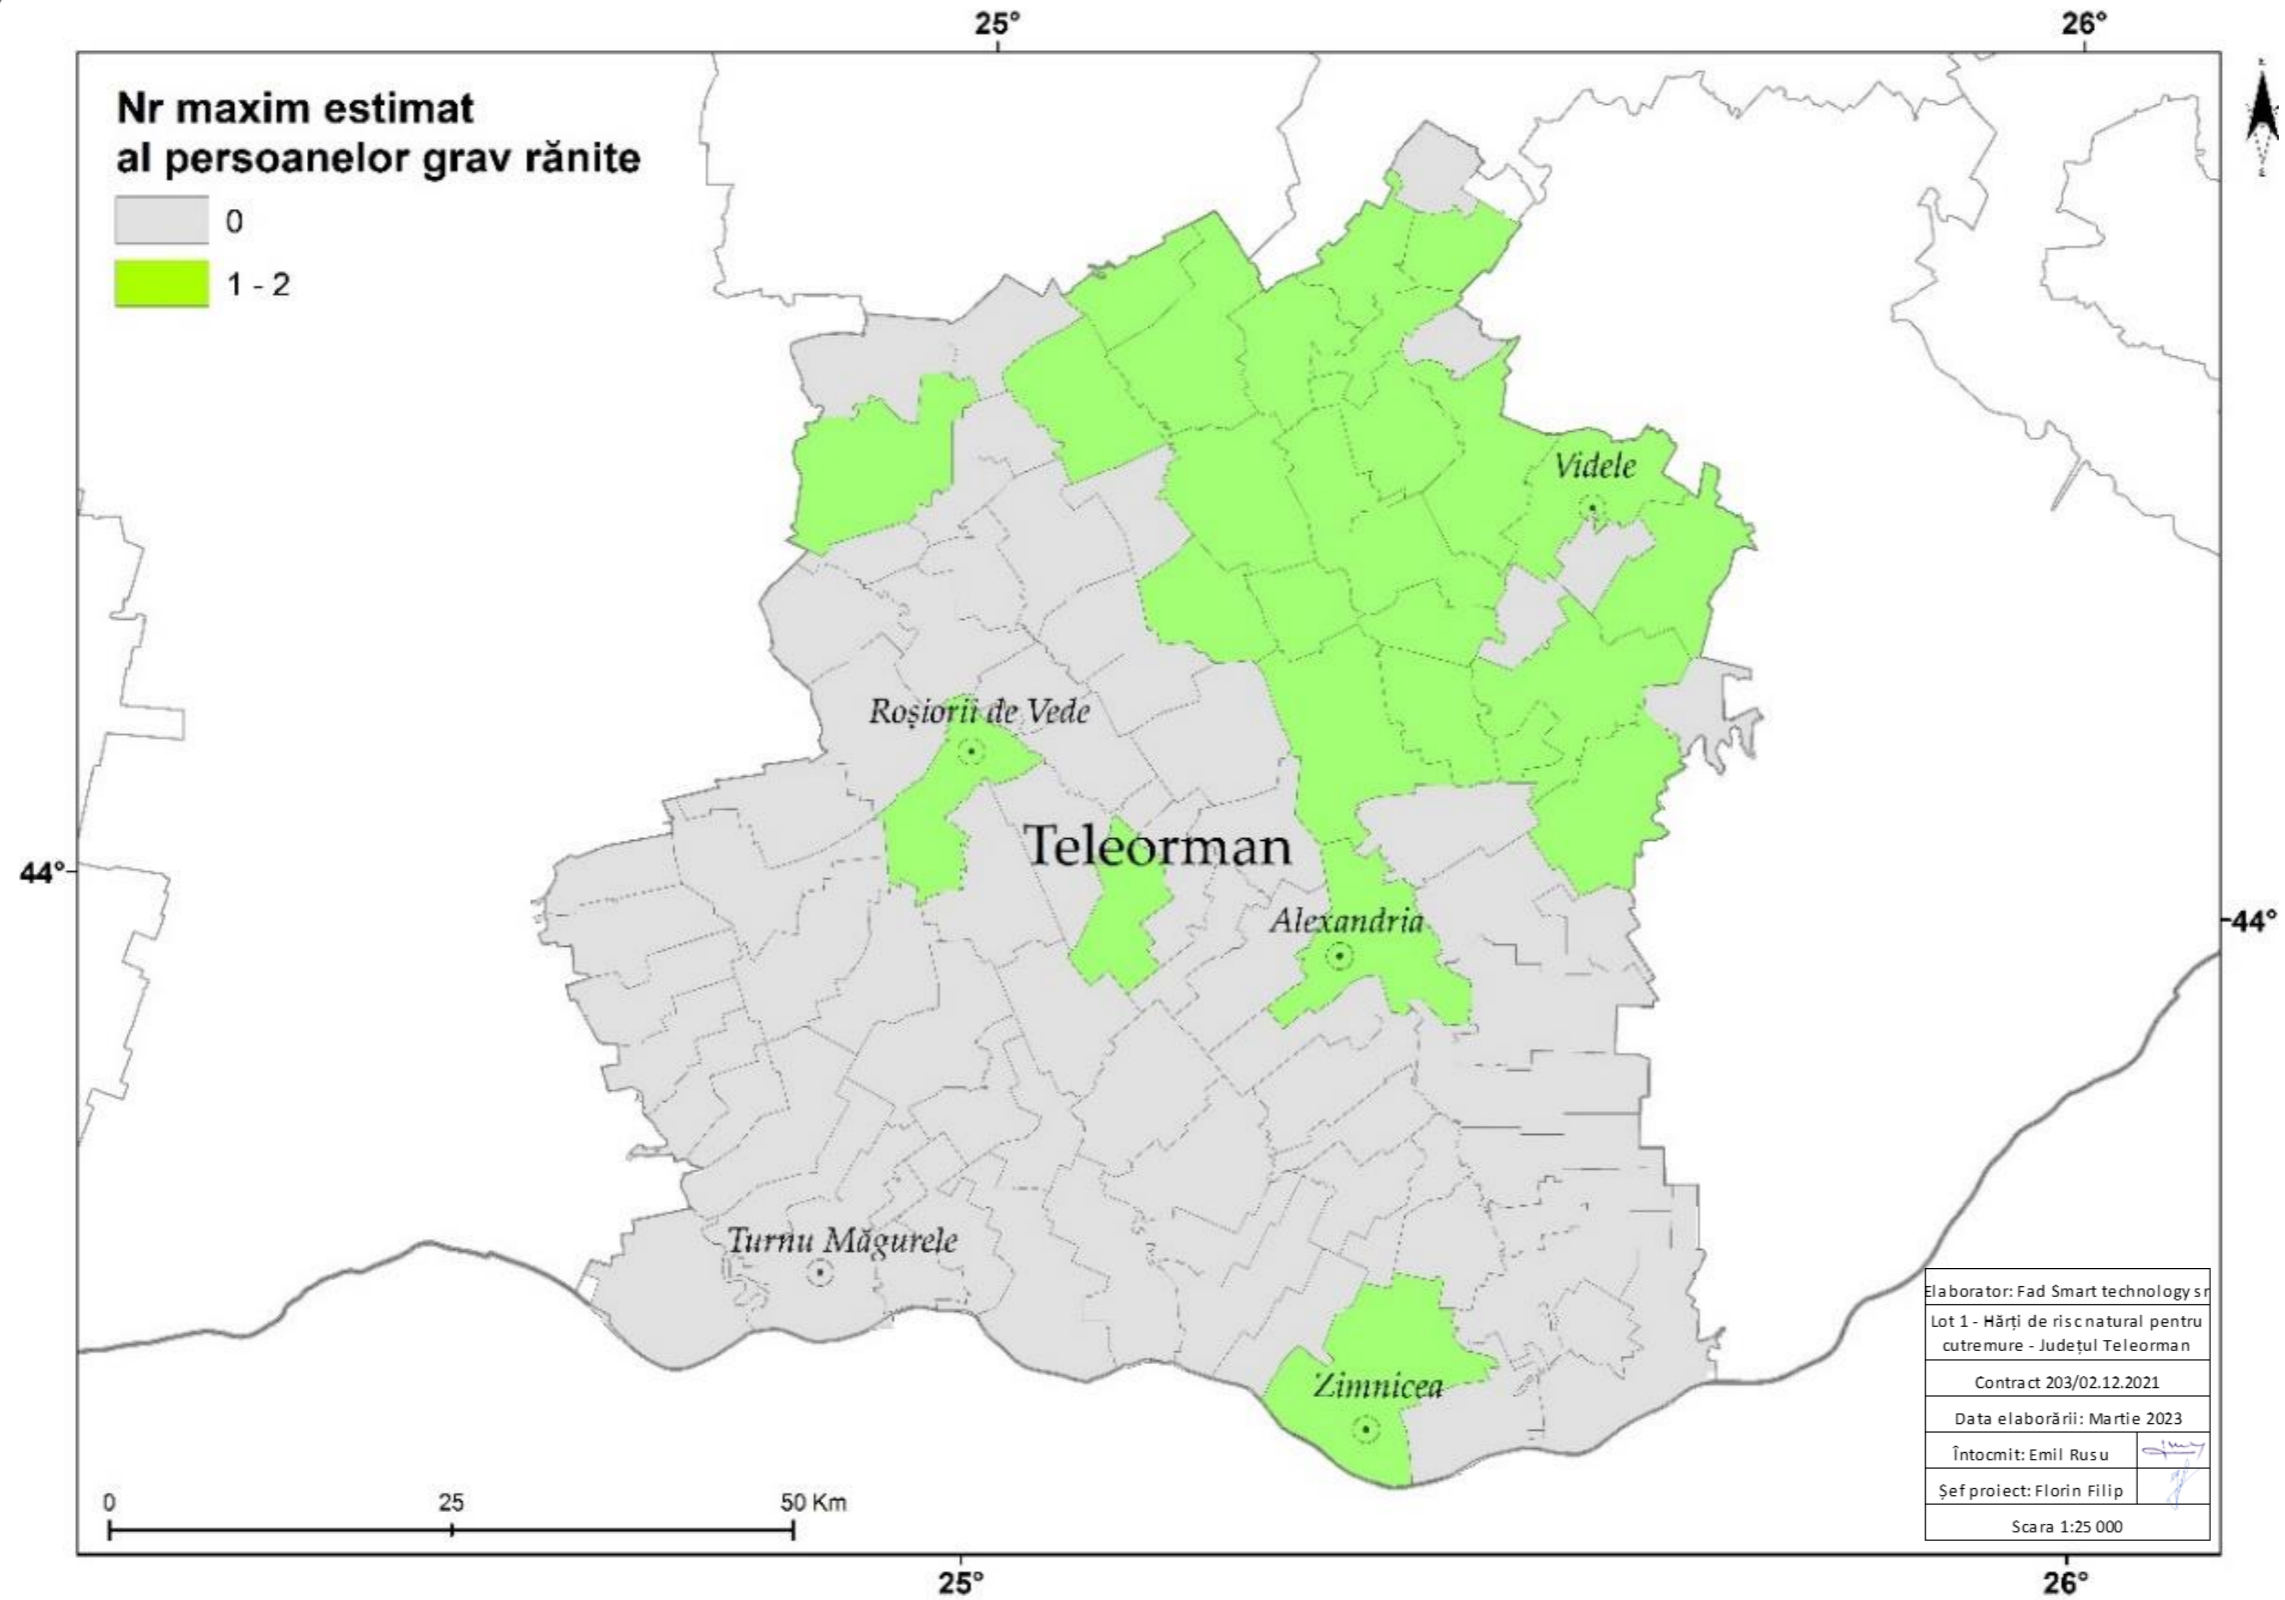 25°
26°
Nr maxim estimat
al persoanelor grav rănite
0
1 - 2
Videle
Roșiorii de Vede
Teleorman
44°
Alexandria
44°
Turnu Măgurele
Zimnicea
Elaborator: Fad Smart technology sr
Lot 1 - Hărți de risc natural pentru
cutremure - Județul Teleorman
Contract 203/02.12.2021
Data elaborării: Martie 2023
Întocmit: Emil Rusu
Șef proiect: Florin Filip
Scara 1:25 000
0
25
50 Km
25°
26°